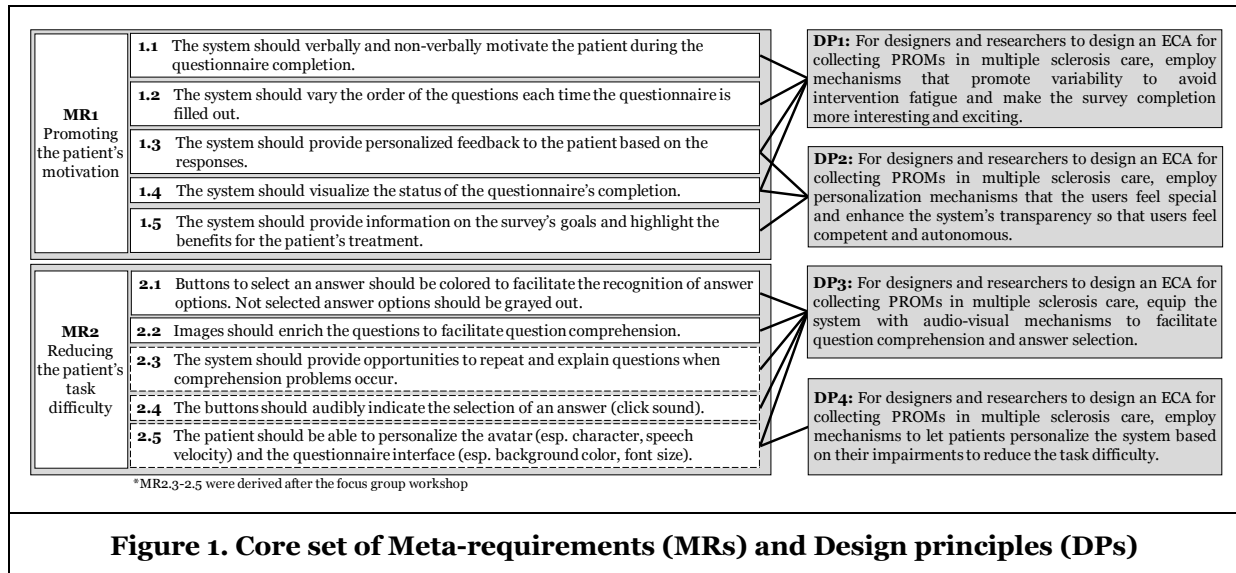 MR1
Promoting
the patient's
motivation
1.1 The system should verbally and non-verbally motivate the patient during the
questionnaire completion.
1.2 The system should vary the order of the questions each time the questionnaire is
filled out.
1.3 The system should provide personalized feedback to the patient based on the
responses.
1.4 The system should visualize the status of the questionnaire's completion.
1.5 The system should provide information on the survey's goals and highlight the
benefits for the patient's treatment.
MR2
Reducing
the patient's
task
difficulty
2.1 Buttons to select an answer should be colored to facilitate the recognition of answer
options. Not selected answer options should be grayed out.
2.2 Images should enrich the questions to facilitate question comprehension.
2.3 The system should provide opportunities to repeat and explain questions when
comprehension problems occur.
2.4 The buttons should audibly indicate the selection of an answer (click sound).
2.5 The patient should be able to personalize the avatar (esp. character, speech
velocity) and the questionnaire interface (esp. background color, font size).
*MR2.3-2.5 were derived after the focus group workshop
DP1: For designers and researchers to design an ECA for
collecting PROMs in multiple sclerosis care, employ
mechanisms that promote variability to avoid
intervention fatigue and make the survey completion
more interesting and exciting.
DP2: For designers and researchers to design an ECA for
collecting PROMs in multiple sclerosis care, employ
personalization mechanisms that the users feel special
and enhance the system's transparency so that users feel
competent and autonomous.
DP3: For designers and researchers to design an ECA for
collecting PROMs in multiple sclerosis care, equip the
system with audio-visual mechanisms to facilitate
question comprehension and answer selection.
DP4: For designers and researchers to design an ECA for
collecting PROMs in multiple sclerosis care, employ
mechanisms to let patients personalize the system based
on their impairments to reduce the task difficulty.
Figure 1. Core set of Meta-requirements (MRs) and Design principles (DPs)